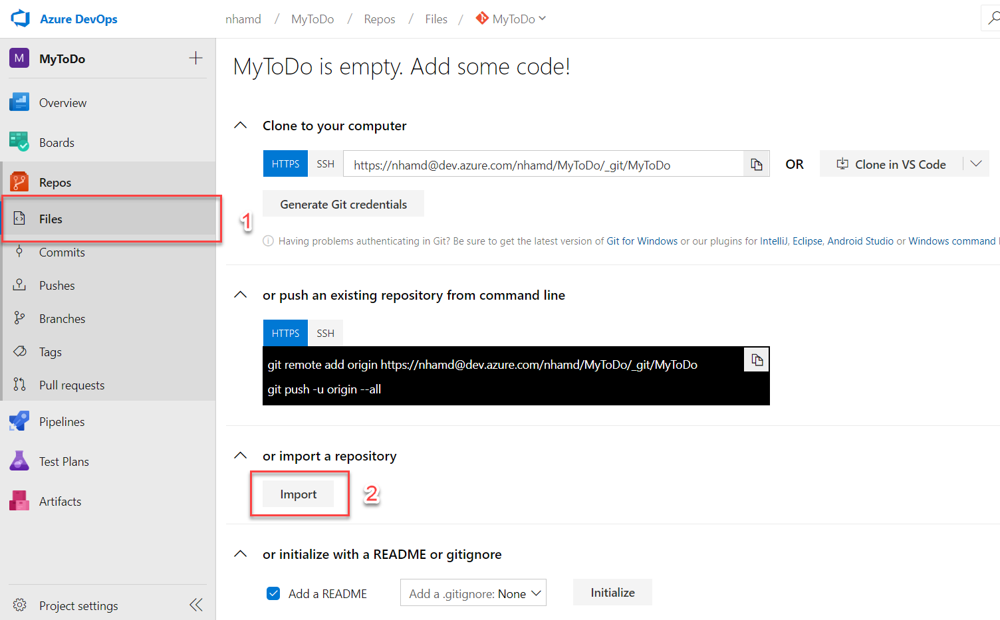 Azure DevOps
nhamd / MyToDo / Repos / Files / MyToDo
M MyToDo
Overview
Boards
Repos
Files
Commits
Pushes
Branches
Tags
Pull requests
Pipelines
Test Plans
Artifacts
Project settings
MyToDo is empty. Add some code!
Clone to your computer
HTTPS SSH https://nhamd@dev.azure.com/nhamd/MyToDo/_git/MyToDo OR Clone in VS Code
Generate Git credentials
1
Having problems authenticating in Git? Be sure to get the latest version of Git for Windows or our plugins for IntelliJ, Eclipse, Android Studio or Windows command
or push an existing repository from command line
HTTPS SSH
git remote add origin https://nhamd@dev.azure.com/nhamd/MyToDo/_git/MyToDo
git push -u origin --all
or import a repository
Import 2
or initialize with a README or gitignore
Add a README Add a .gitignore: None Initialize